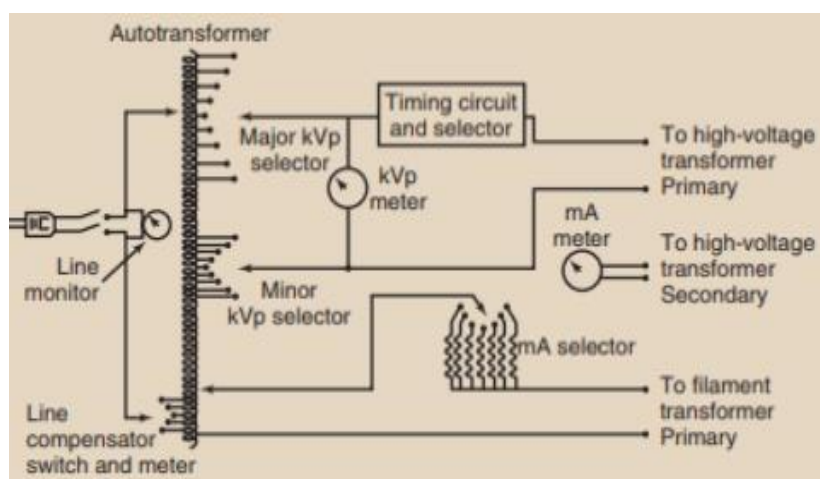 Autotransformer
Timing circuit
and selector
Major kVp
selector
kVp
meter
To high-voltage
transformer
Primary
mA
meter
To high-voltage
transformer
Secondary
Line
monitor
Minor
kVp selector
mA selector
To filament
transformer
Primary
Line
compensator
switch and meter